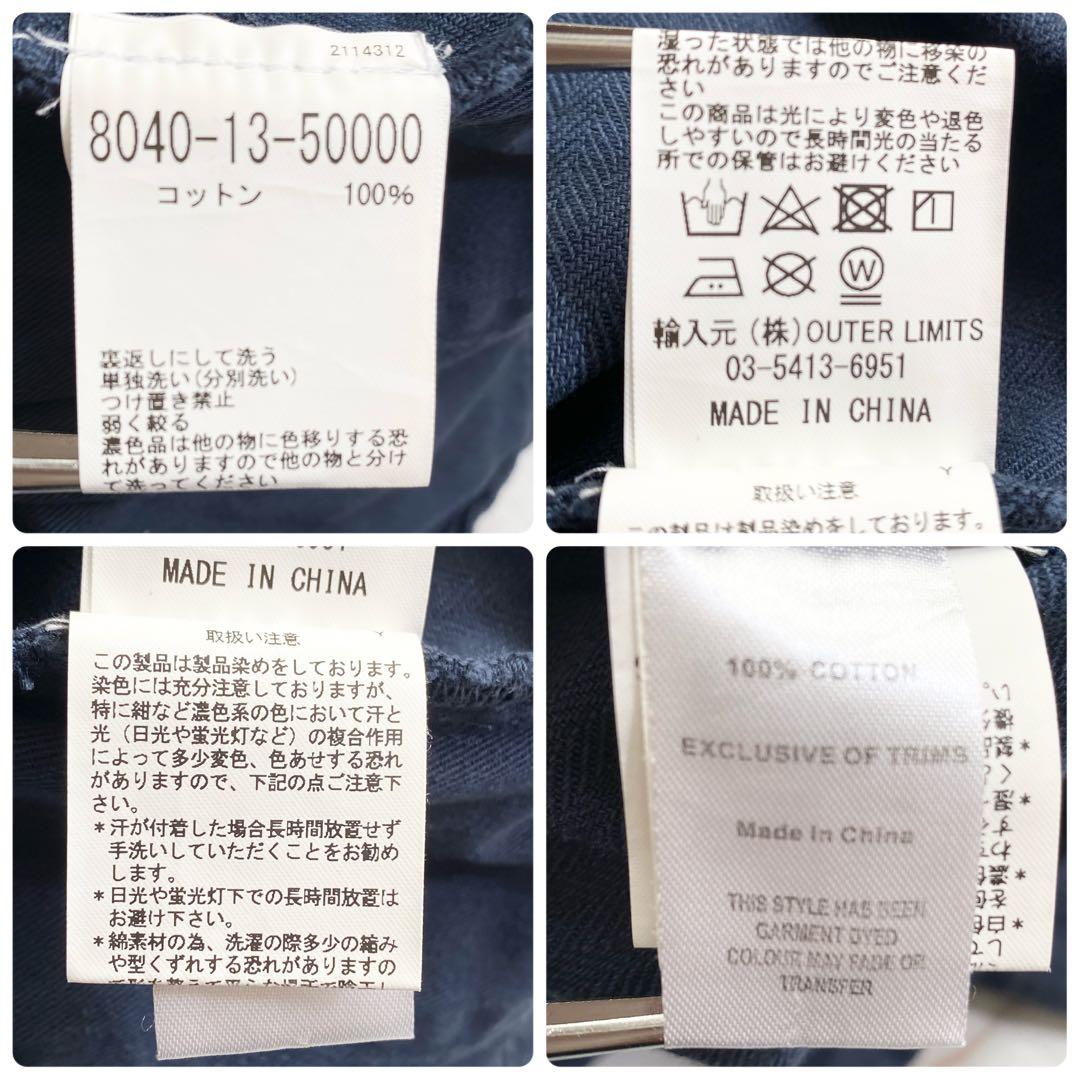 2114312
8040-13-50000
コットン 100%
裏返しにして洗う
単独洗い(分別洗い)
つけ置き禁止
弱く絞る
濃色品は他の物に色移りする恐
れがありますので他の物と分け
て洗ってください
湿った状態では他の物に移染の
恐れがありますのでご注意くだ
さい
この商品は光により変色や退色
しやすいので長時間光の当たる
所での保管はお避けください
W
輸入元 (株)OUTER LIMITS
03-5413-6951
MADE IN CHINA
取扱い注意
この製品は製品染めをしております。
MADE IN CHINA
取扱い注意
この製品は製品染めをしております。
染色には充分注意しておりますが、
特に紺など濃色系の色において汗と
光（日光や蛍光灯など）の複合作用
によって多少変色、色あせする恐れ
がありますので、下記の点ご注意下
さい。
*汗が付着した場合長時間放置せず
手洗いしていただくことをお勧め
します。
*日光や蛍光灯下での長時間放置は
お避け下さい。
*綿素材の為、洗濯の際多少の縮み
や型くずれする恐れがありますの
で形を整えて平らな場所で陰干し
100% COTTON
EXCLUSIVE OF TRIMS
Made In China
THIS STYLE HAS BEEN
GARMENT DYED
COLOUR MAY FADE OR
TRANSFER